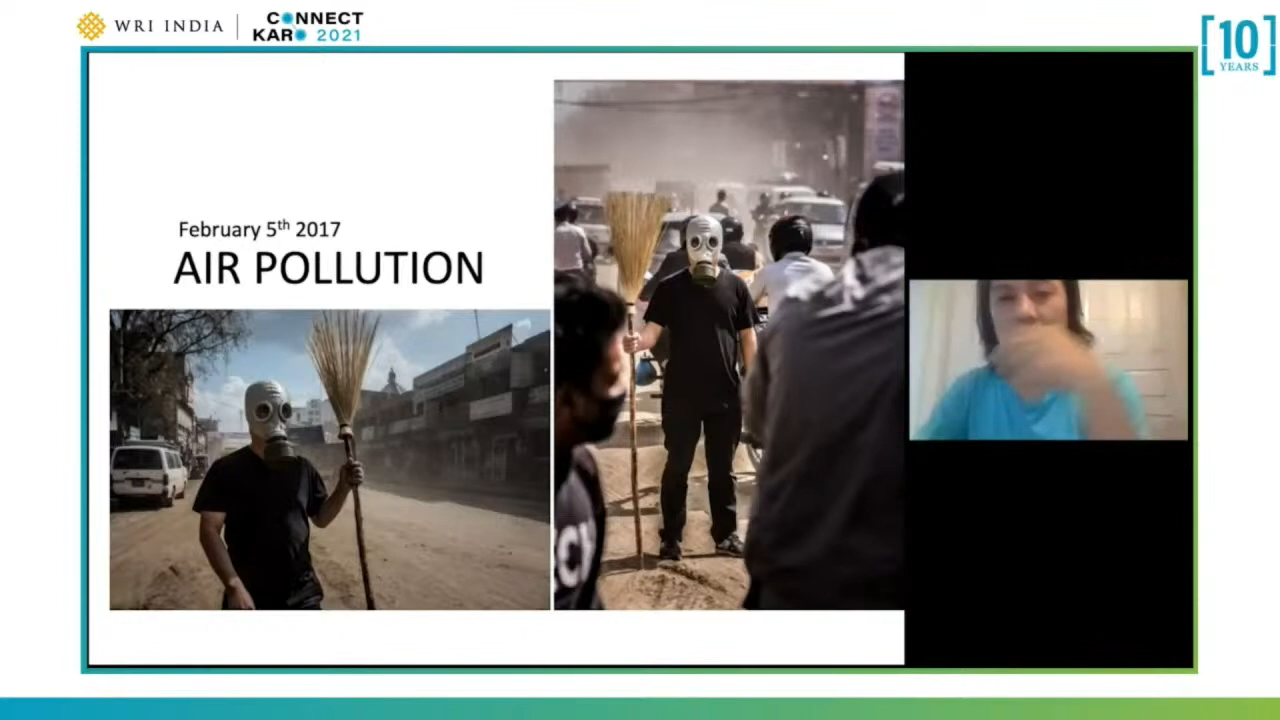 WRI INDIA
CONNECT
KARO 2021
[10]
YEARS
February 5th 2017
AIR POLLUTION